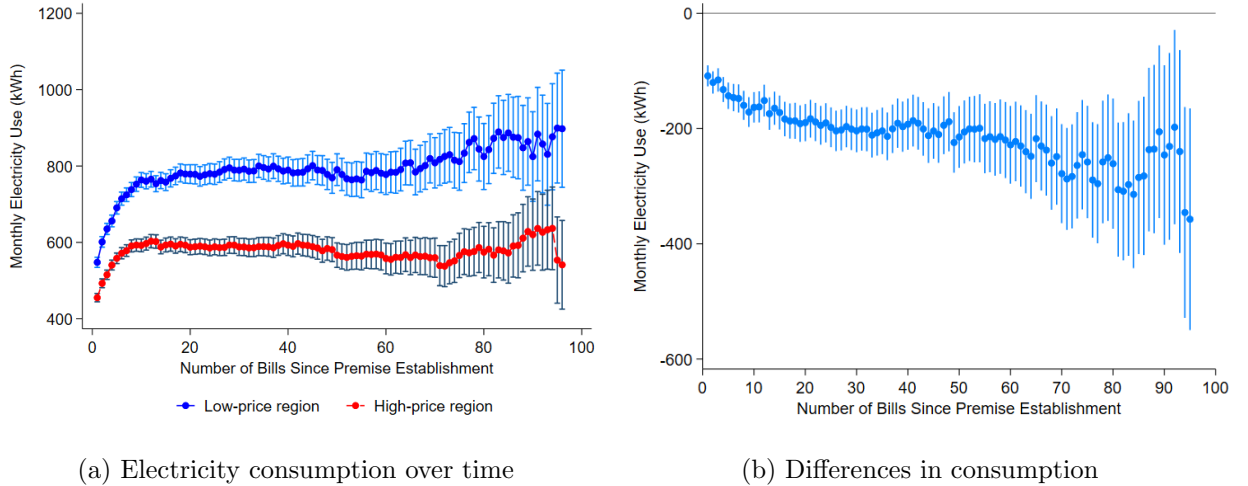 1200
1000
800
600
400
Monthly Electricity Use (kWh)
0 20 40 60 80 100
Number of Bills Since Premise Establishment
Low-price region High-price region
(a) Electricity consumption over time
0
-200
-400
-600
Monthly Electricity Use (kWh)
0 10 20 30 40 50 60 70 80 90 100
Number of Bills Since Premise Establishment
(b) Differences in consumption